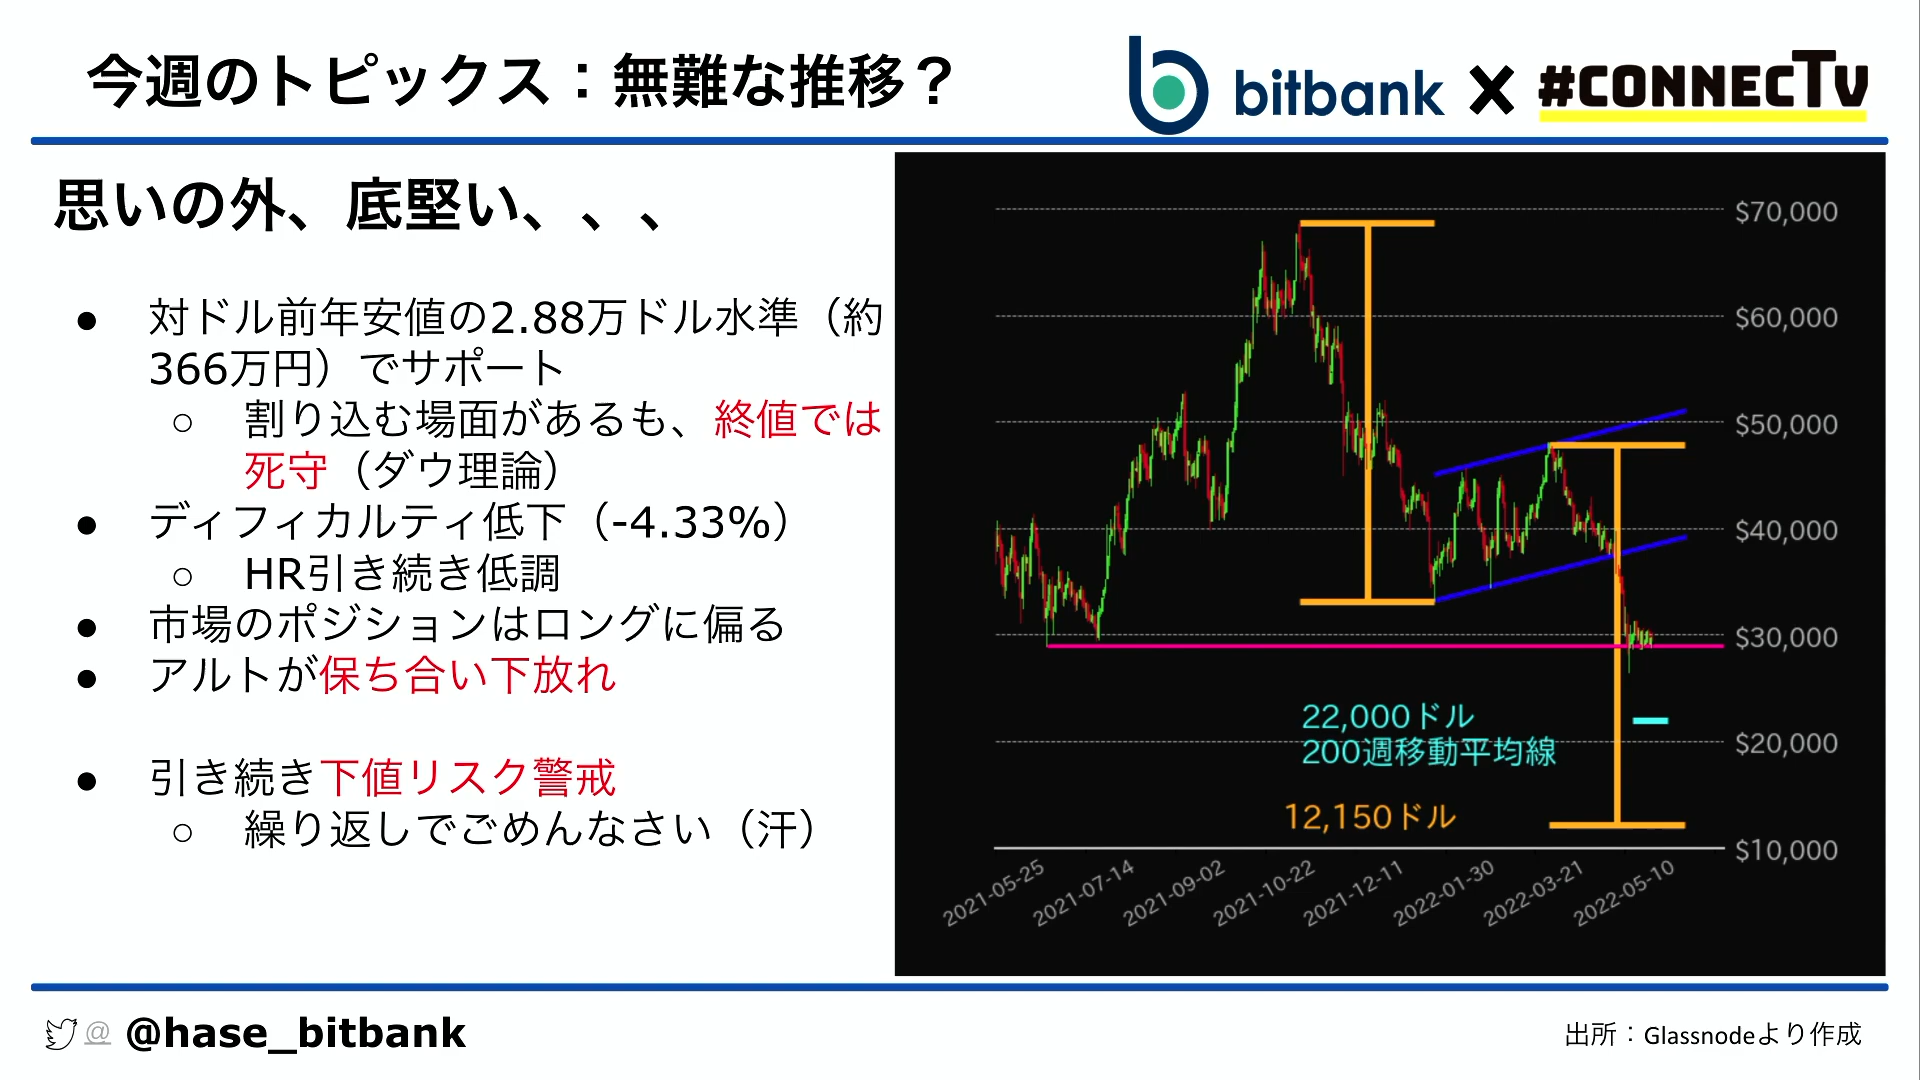 今週のトピックス：無難な推移？
bitbank × #CONNECTV
思いの外、底堅い、、、
● 対ドル前年安値の2.88万ドル水準（約
366万円）でサポート
○ 割り込む場面があるも、終値では
死守（ダウ理論）
● ディフィカルティ低下（-4.33%）
○ HR引き続き低調
● 市場のポジションはロングに偏る
● アルトが保ち合い下放れ
● 引き続き下値リスク警戒
○ 繰り返しでごめんなさい（汗）
$70,000
$60,000
$50,000
$40,000
$30,000
$20,000
$10,000
22,000ドル
200週移動平均線
12,150ドル
2021-05-25
2021-07-14
2021-09-02
2021-10-22
2021-12-11
2022-01-30
2022-03-21
2022-05-10
@ @hase_bitbank
出所：Glassnodeより作成